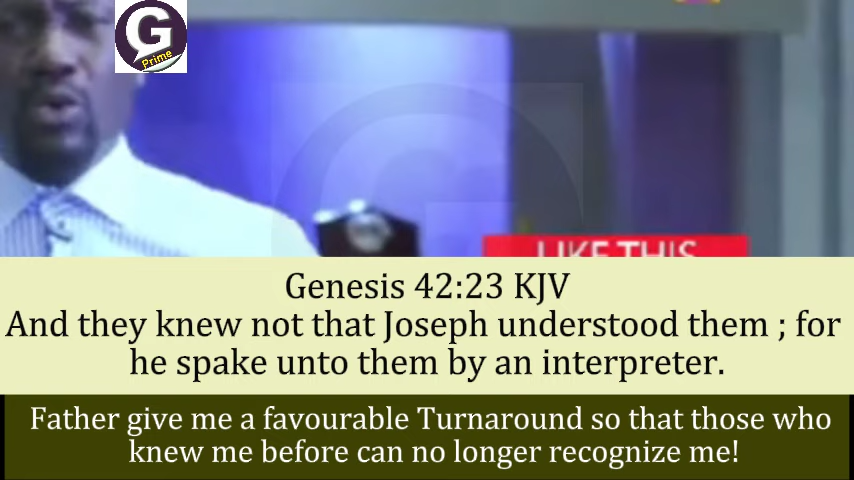 G
Prime
LIKE THIS
Genesis 42:23 KJV
And they knew not that Joseph understood them ; for
he spake unto them by an interpreter.
Father give me a favourable Turnaround so that those who
knew me before can no longer recognize me!